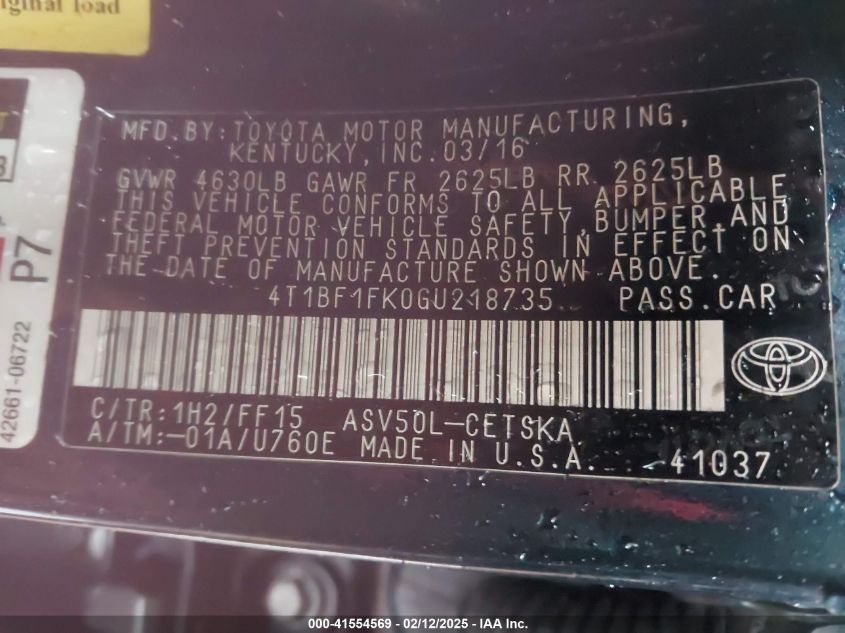 iginal load
P7
42661-06722
MFD.BY:TOYOTA MOTOR MANUFACTURING,
KENTUCKY,INC.03/16
GVWR 4630LB GAWR FR 2625LB RR 2625LB
THIS VEHICLE CONFORMS TO ALL APPLICABLE
FEDERAL MOTOR VEHICLE SAFETY,BUMPER,AND
THEFT PREVENTION STANDARDS IN EFFECT ON
THE DATE OF MANUFACTURE SHOWN ABOVE.
4T1BF1FK0GU218735 PASS.CAR
C/TR:1H2/FF15 ASV50L-CETSKA
A/TM:-01A/U760E MADE IN U.S.A. 41037
000-41554569 - 02/12/2025 - IAA Inc.